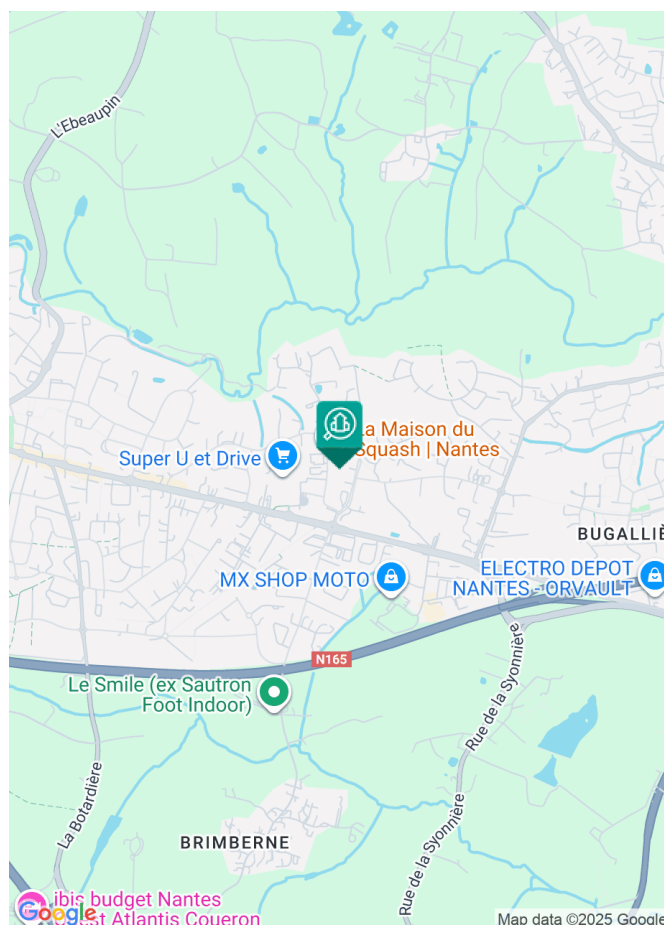 L'Ebeaupin
La Maison du
Squash | Nantes
Super U et Drive
BUGALLIÈ
ELECTRO DEPOT
NANTES - ORVAULT
MX SHOP MOTO
N165
Le Smile (ex Sautron
Foot Indoor)
Rue de la Syonnière
La Botardière
BRIMBERNE
Rue de la Syonnière
ibis budget Nantes
Google
st Atlantis Coueron
Map data ©2025 Google